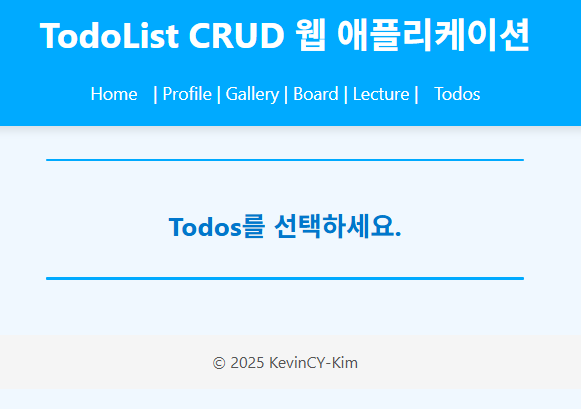 TodoList CRUD 웹 애플리케이션
Home | Profile | Gallery | Board | Lecture | Todos
Todos를 선택하세요.
© 2025 KevinCY-Kim